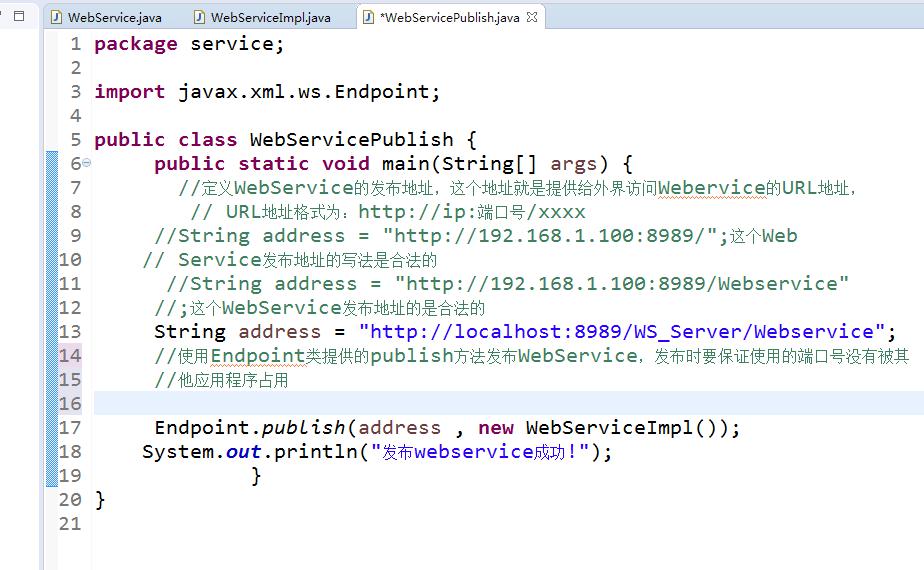 WebService.java WebServiceImpl.java *WebServicePublish.java
1 package service;
2
3 import javax.xml.ws.Endpoint;
4
5 public class WebServicePublish {
6 public static void main(String[] args) {
7 //定义WebService的发布地址，这个地址就是提供给外界访问Webervice的URL地址，
8 // URL地址格式为：http://ip:端口号/xxxx
9 //String address = "http://192.168.1.100:8989/";这个Web
10 // Service发布地址的写法是合法的
11 //String address = "http://192.168.1.100:8989/Webservice"
12 //;这个WebService发布地址的是合法的
13 String address = "http://localhost:8989/WS_Server/Webservice";
14 //使用Endpoint类提供的publish方法发布WebService，发布时要保证使用的端口号没有被其
15 //他应用程序占用
16
17 Endpoint.publish(address , new WebServiceImpl());
18 System.out.println("发布webservice成功!");
19 }
20 }
21